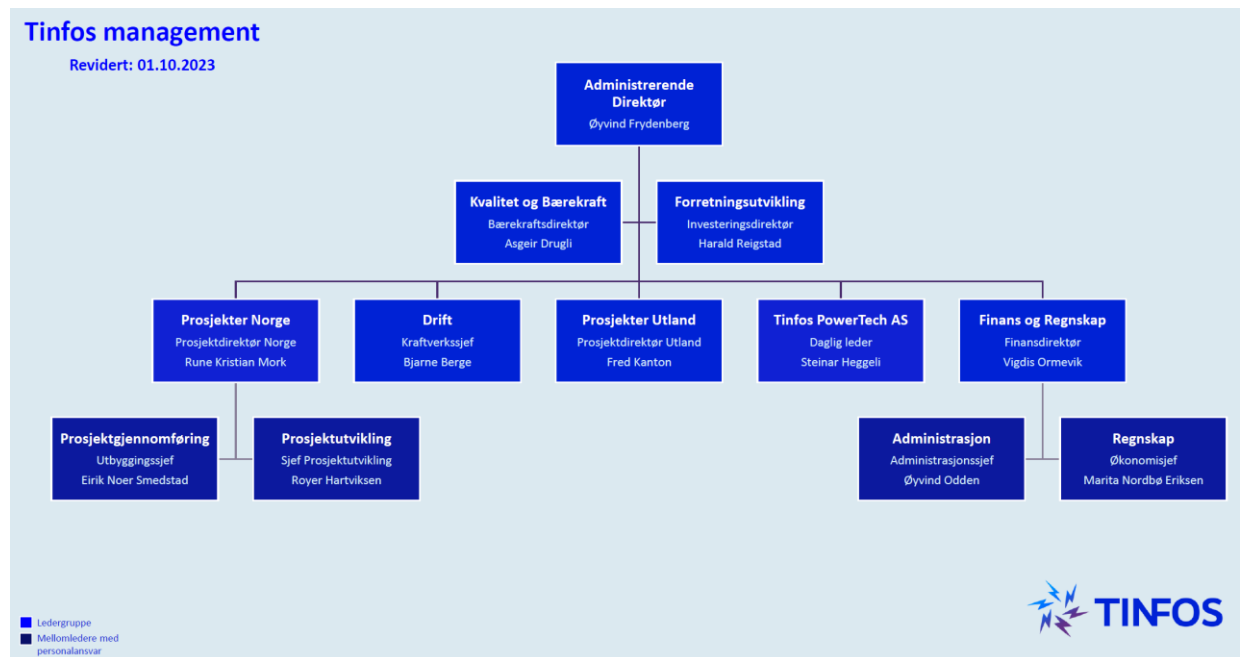 Tinfos management
Revidert: 01.10.2023
Administrerende
Direktør
Øyvind Frydenberg
Kvalitet og Bærekraft
Bærekraftsdirektør
Asgeir Drugli
Forretningsutvikling
Investeringsdirektør
Harald Reigstad
Prosjekter Norge
Prosjektdirektør Norge
Rune Kristian Mork
Drift
Kraftverkssjef
Bjarne Berge
Prosjekter Utland
Prosjektdirektør Utland
Fred Kanton
Tinfos PowerTech AS
Daglig leder
Steinar Heggeli
Finans og Regnskap
Finansdirektør
Vigdis Ormevik
Prosjektgjennomføring
Utbyggingssjef
Eirik Noer Smedstad
Prosjektutvikling
Sjef Prosjektutvikling
Royer Hartviksen
Administrasjon
Administrasjonssjef
Øyvind Odden
Regnskap
Økonomisjef
Marita Nordbø Eriksen
Ledergruppe
Mellomledere med
personalansvar
TINFOS